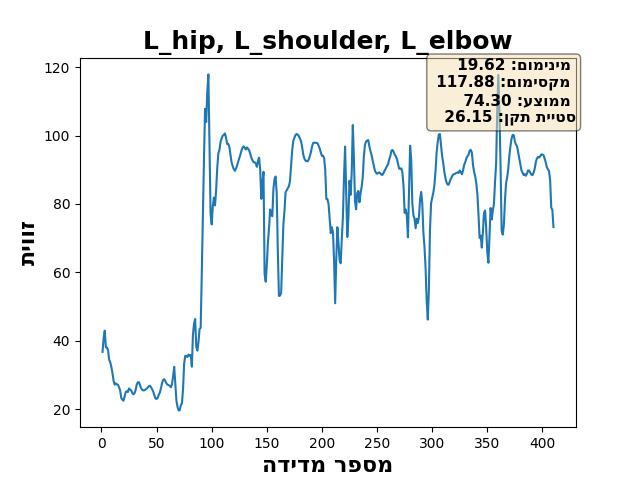 L_hip, L_shoulder, L_elbow
מינימום: 19.62
מקסימום: 117.88
ממוצע: 74.30
סטיית תקן: 26.15
120
100
80
60
40
20
זווית
0 50 100 150 200 250 300 350 400
מספר מדידה